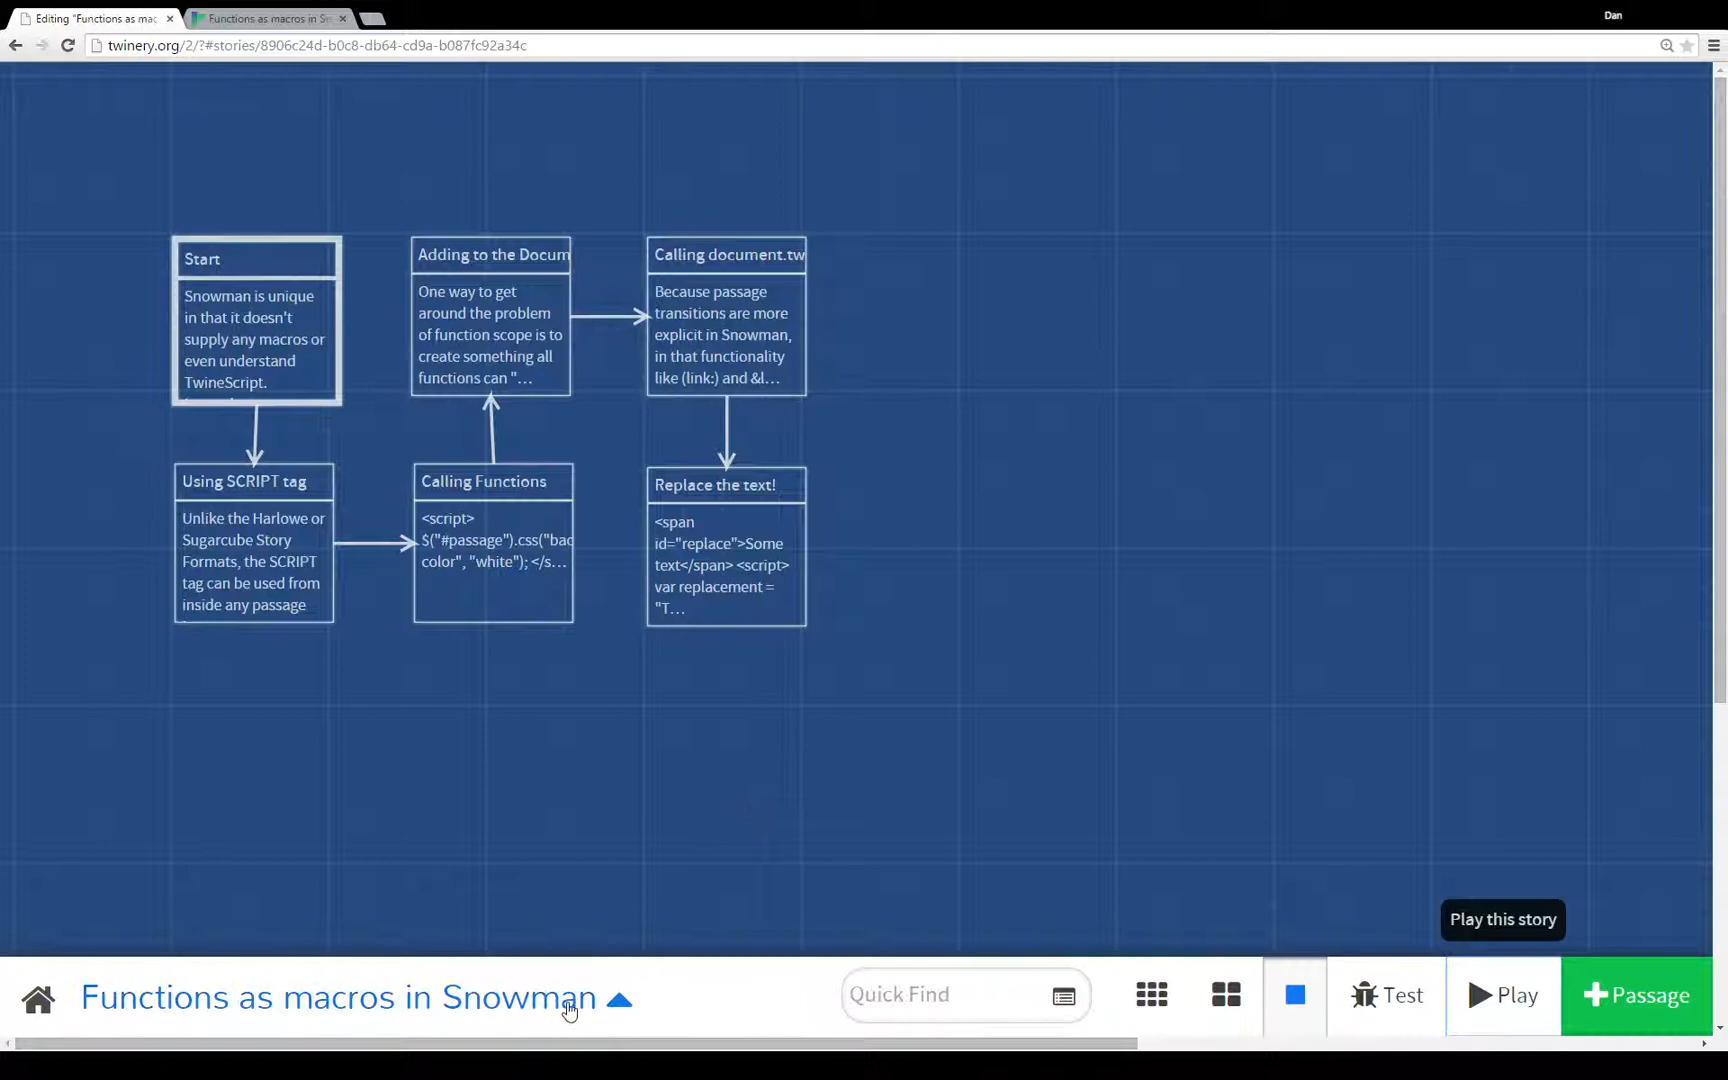 Editing "Functions as mac
Functions as macros in Sn
Dan
twinery.org/2/?#stories/8906c24d-b0c8-db64-cd9a-b087fc92a34c
Start
Snowman is unique
in that it doesn't
supply any macros or
even understand
TwineScript.
Adding to the Docum
One way to get
around the problem
of function scope is to
create something all
functions can "...
Calling document.tw
Because passage
transitions are more
explicit in Snowman,
in that functionality
like (link:) and &l...
Using SCRIPT tag
Unlike the Harlowe or
Sugarcube Story
Formats, the SCRIPT
tag can be used from
inside any passage
Calling Functions
<script>
$("#passage").css("bac
color", "white"); </s...
Replace the text!
<span
id="replace">Some
text</span> <script>
var replacement =
"T...
Play this story
Functions as macros in Snowman
Quick Find
Test
Play
Passage